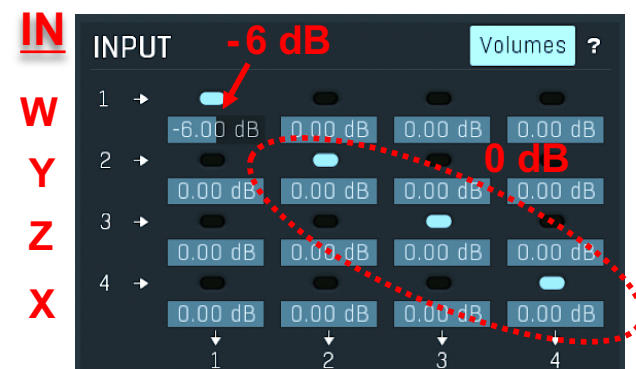 IN
INPUT - 6 dB Volumes ?
W 1
-6.00 dB 0.00 dB 0.00 dB 0.00 dB
Y 2 0 dB
0.00 dB 0.00 dB 0.00 dB 0.00 dB
Z 3
0.00 dB 0.00 dB 0.00 dB 0.00 dB
X 4
0.00 dB 0.00 dB 0.00 dB 0.00 dB
1 2 3 4